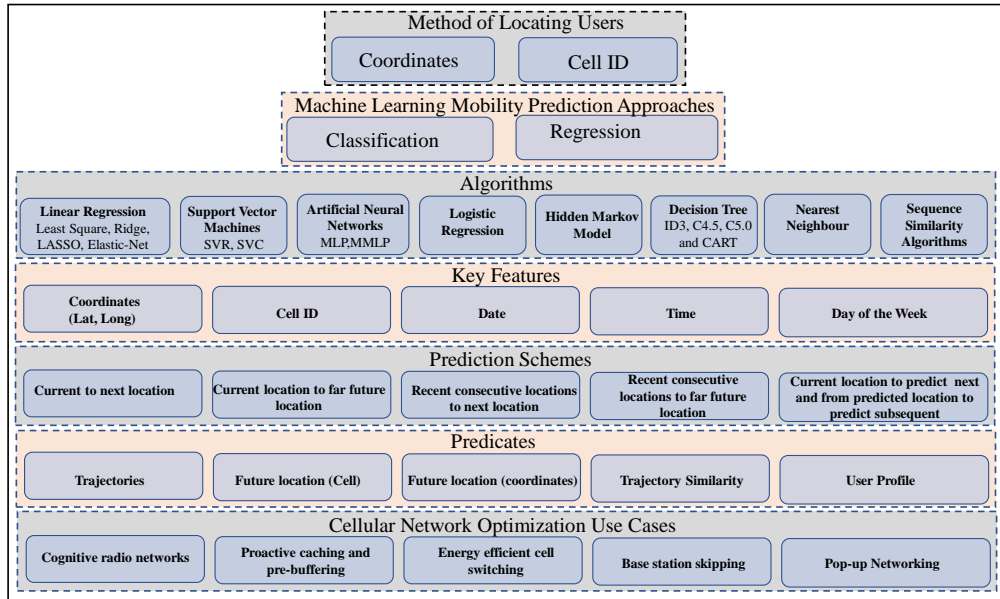 Method of Locating Users
Coordinates
Cell ID
Machine Learning Mobility Prediction Approaches
Classification
Regression
Algorithms
Linear Regression
Least Square, Ridge,
LASSO, Elastic-Net
Support Vector
Machines
SVR, SVC
Artificial Neural
Networks
MLP,MMLP
Logistic
Regression
Hidden Markov
Model
Decision Tree
ID3, C4.5, C5.0
and CART
Nearest
Neighbour
Sequence
Similarity
Algorithms
Key Features
Coordinates
(Lat, Long)
Cell ID
Date
Time
Day of the Week
Prediction Schemes
Current to next location
Current location to far future
location
Recent consecutive locations
to next location
Recent consecutive
locations to far future
location
Current location to predict next
and from predicted location to
predict subsequent
Predicates
Trajectories
Future location (Cell)
Future location (coordinates)
Trajectory Similarity
User Profile
Cellular Network Optimization Use Cases
Cognitive radio networks
Proactive caching and
pre-buffering
Energy efficient cell
switching
Base station skipping
Pop-up Networking